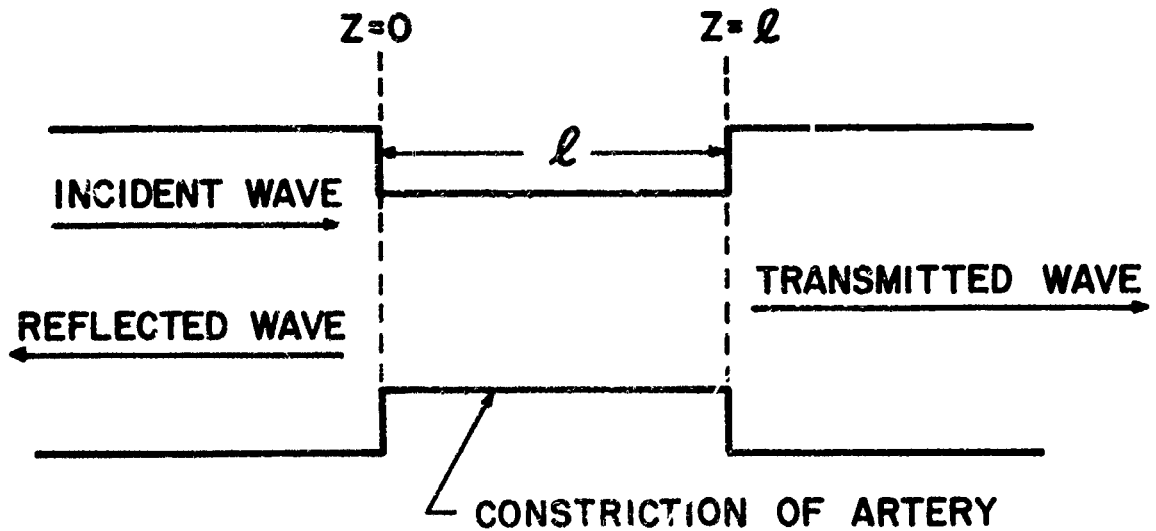 Z=0
Z=ℓ
ℓ
INCIDENT WAVE
TRANSMITTED WAVE
REFLECTED WAVE
CONSTRICTION OF ARTERY